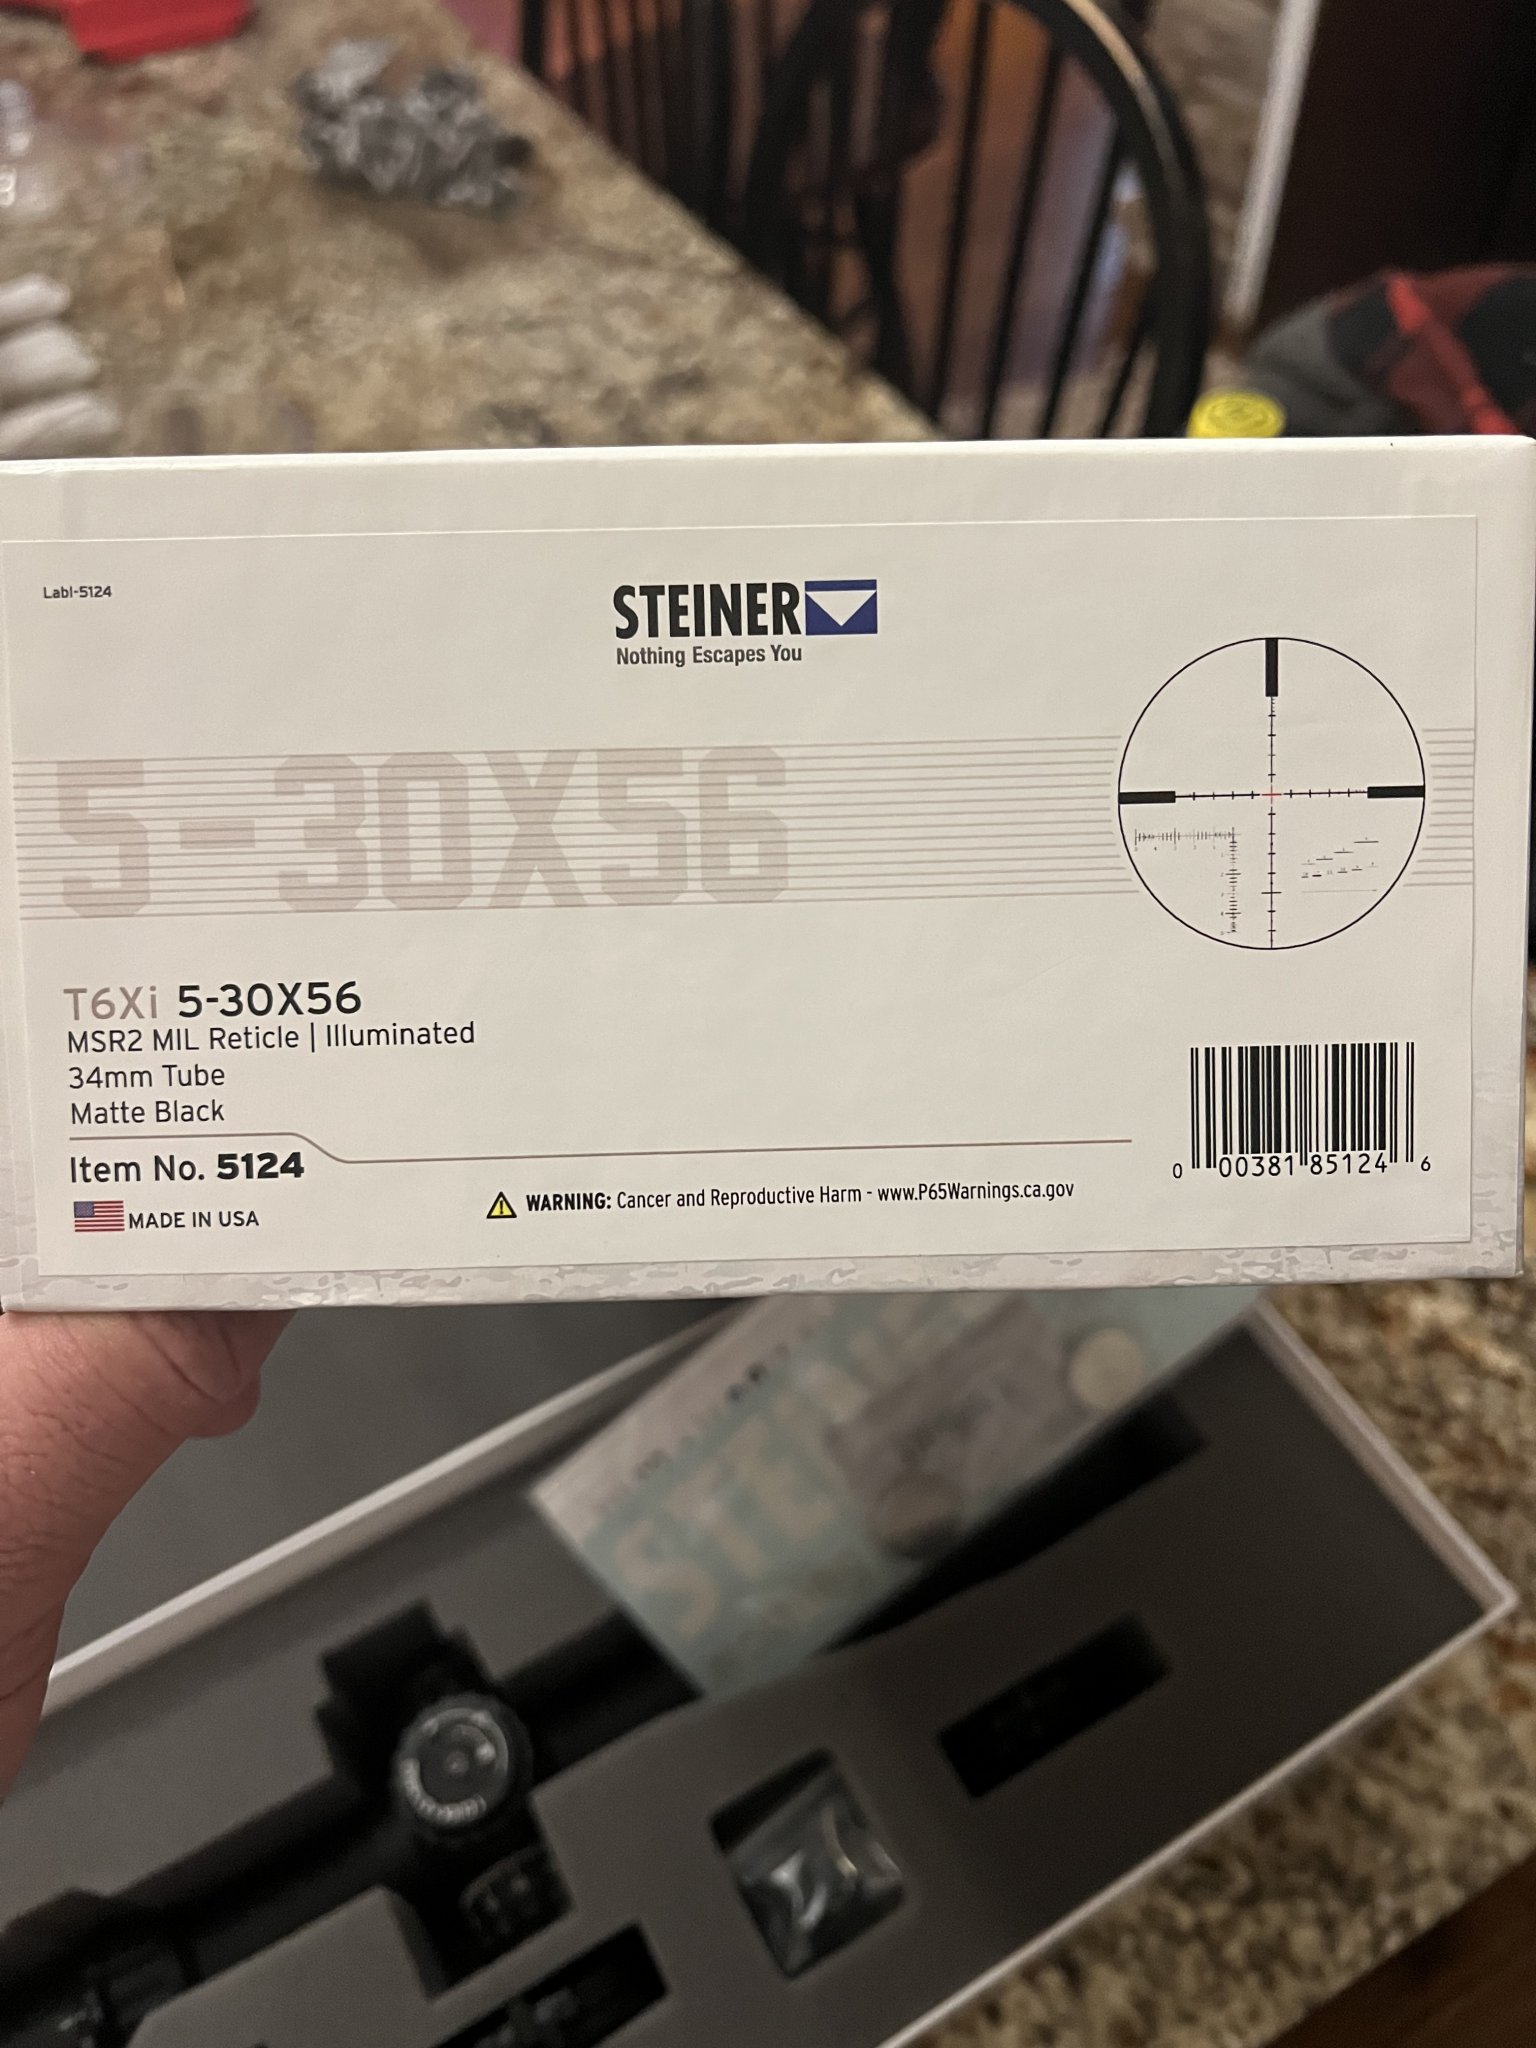 Labl-5124
STEINER
Nothing Escapes You
5-30X56
T6Xi 5-30X56
MSR2 MIL Reticle | Illuminated
34mm Tube
Matte Black
Item No. 5124
MADE IN USA
WARNING: Cancer and Reproductive Harm - www.P65Warnings.ca.gov
0 00381 85124 6